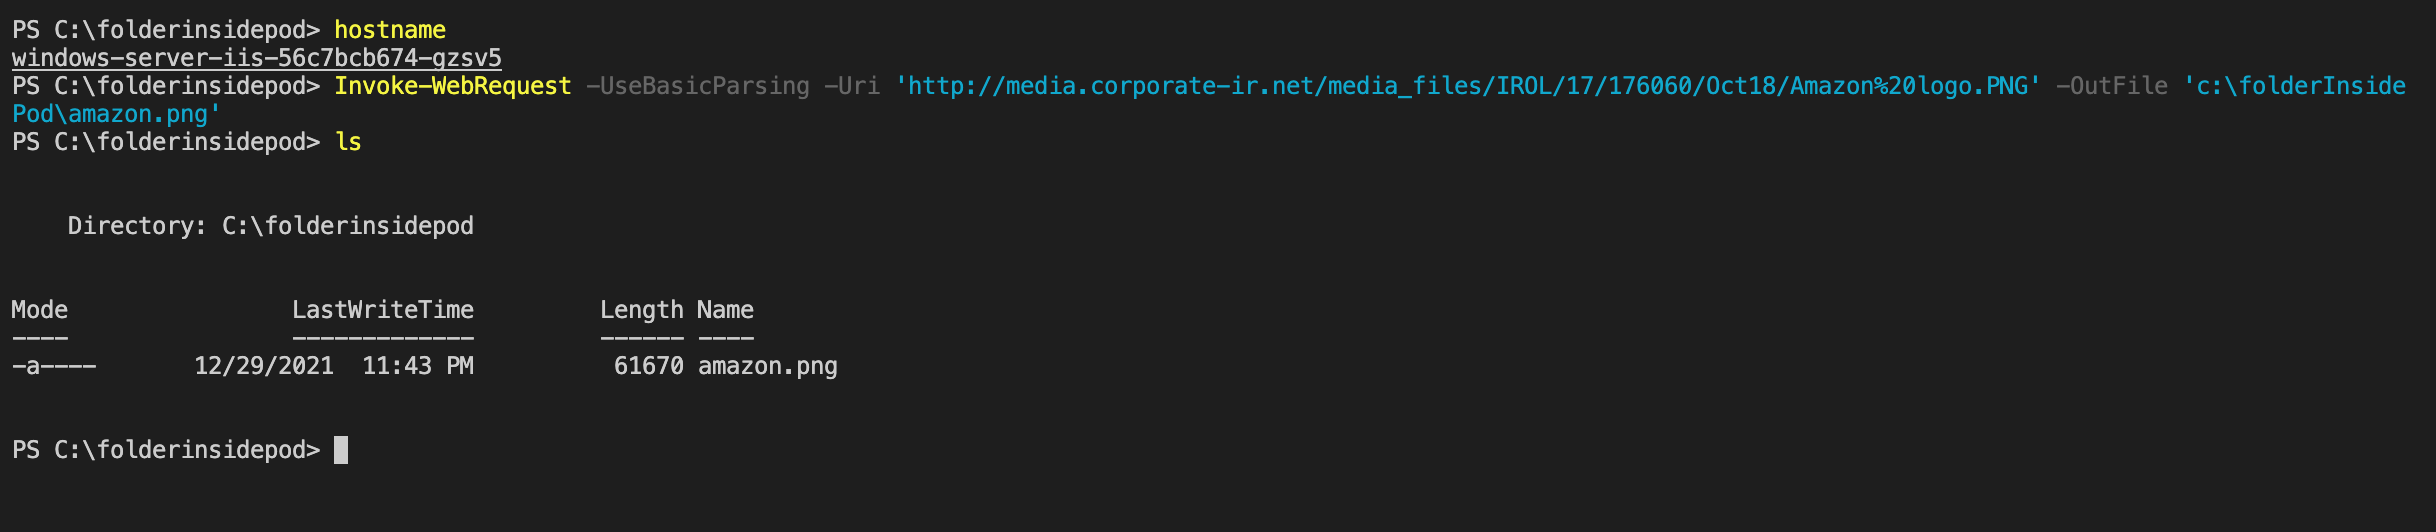 PS C:\folderinsidepod> hostname
windows-server-iis-56c7bcb674-gzsv5
PS C:\folderinsidepod> Invoke-WebRequest -UseBasicParsing -Uri 'http://media.corporate-ir.net/media_files/IROL/17/176060/Oct18/Amazon%20logo.PNG' -OutFile 'c:\folderInside
Pod\amazon.png'
PS C:\folderinsidepod> ls
    Directory: C:\folderinsidepod
Mode                LastWriteTime         Length Name
----                -------------         ------ ----
-a----       12/29/2021  11:43 PM          61670 amazon.png
PS C:\folderinsidepod>